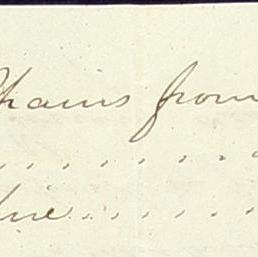 Chains from
. . . . . . . .
line . . . . . . .